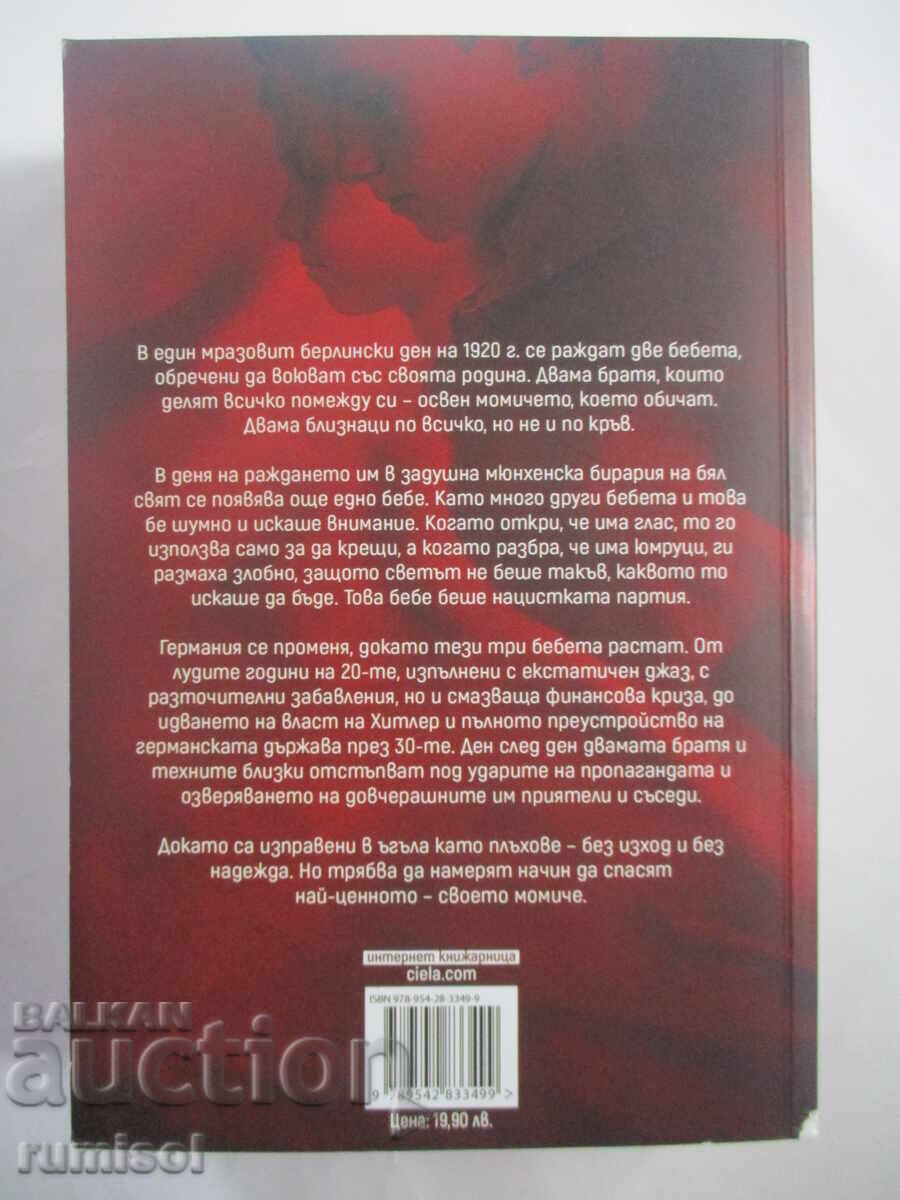 В един мразовит берлински ден на 1920 г. се раждат две бебета,
обречени да воюват със своята родина. Двама братя, които
делят всичко помежду си – освен момичето, което обичат.
Двама близнаци по всичко, но не и по кръв.
В деня на раждането им в задушна мюнхенска бирария на бял
свят се появява още едно бебе. Като много други бебета и това
бе шумно и искаше внимание. Когато откри, че има глас, то го
използва само за да крещи, а когато разбра, че има юмруци, ги
размаха злобно, защото светът не беше такъв, каквото то
искаше да бъде. Това бебе беше нацистката партия.
Германия се променя, докато тези три бебета растат. От
лудите години на 20-те, изпълнени с екстатичен джаз, с
разточителни забавления, но и смазваща финансова криза, до
идването на власт на Хитлер и пълното преустройство на
германската държава през 30-те. Ден след ден двамата братя и
техните близки отстъпват под ударите на пропагандата и
озверяването на довчерашните им приятели и съседи.
Докато са изправени в ъгъла като плъхове – без изход и без
надежда. Но трябва да намерят начин да спасят
най-ценното – своето момиче.
интернет книжарница
ciela.com
ISBN 978-954-28-3349-9
9 789542 833499 >
Цена: 19,90 лв.
BALKAN
auction
rumisol